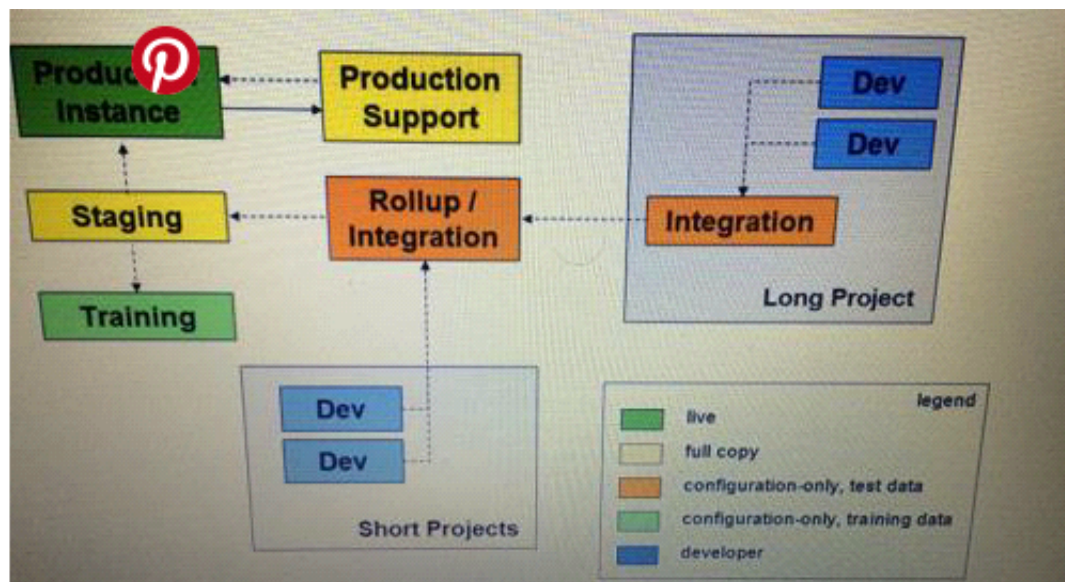 Instance
Production
Support
Dev
Dev
Staging
Rollup /
Integration
Integration
Training
Long Project
Dev
Dev
Short Projects
legend
live
full copy
configuration-only, test data
configuration-only, training data
developer